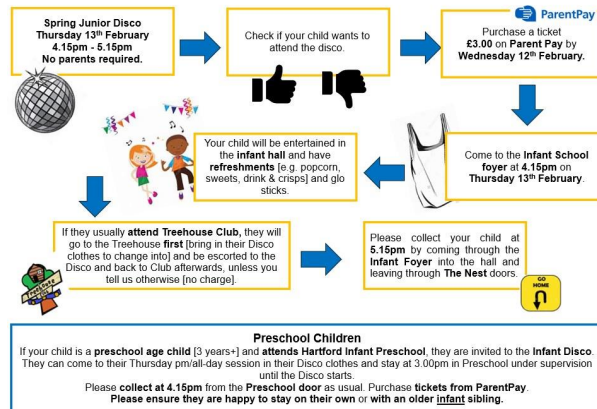 Spring Junior Disco
Thursday 13th February
4.15pm - 5.15pm
No parents required.
Check if your child wants to
attend the disco.
ParentPay
Purchase a ticket
£3.00 on Parent Pay by
Wednesday 12th February.
Come to the Infant School
foyer at 4.15pm on
Thursday 13th February.
Your child will be entertained in
the infant hall and have
refreshments [e.g. popcorn,
sweets, drink & crisps] and glo
sticks.
If they usually attend Treehouse Club, they will
go to the Treehouse first [bring in their Disco
clothes to change into] and be escorted to the
Disco and back to Club afterwards, unless you
tell us otherwise [no charge].
Please collect your child at
5.15pm by coming through the
Infant Foyer into the hall and
leaving through The Nest doors.
GO
HOME
Preschool Children
If your child is a preschool age child [3 years+] and attends Hartford Infant Preschool, they are invited to the Infant Disco.
They can come to their Thursday pm/all-day session in their Disco clothes and stay at 3.00pm in Preschool under supervision
until the Disco starts.
Please collect at 4.15pm from the Preschool door as usual. Purchase tickets from ParentPay.
Please ensure they are happy to stay on their own or with an older infant sibling.